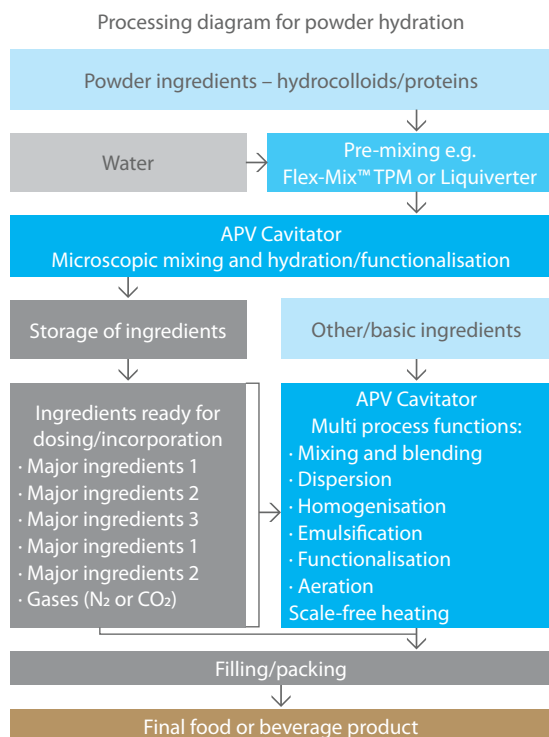 Processing diagram for powder hydration
Powder ingredients – hydrocolloids/proteins
Water
Pre-mixing e.g.
Flex-Mix™ TPM or Liquiverter
APV Cavitator
Microscopic mixing and hydration/functionalisation
Storage of ingredients
Other/basic ingredients
Ingredients ready for
dosing/incorporation
· Major ingredients 1
· Major ingredients 2
· Major ingredients 3
· Major ingredients 1
· Major ingredients 2
· Gases (N₂ or CO₂)
APV Cavitator
Multi process functions:
· Mixing and blending
· Dispersion
· Homogenisation
· Emulsification
· Functionalisation
· Aeration
Scale-free heating
Filling/packing
Final food or beverage product